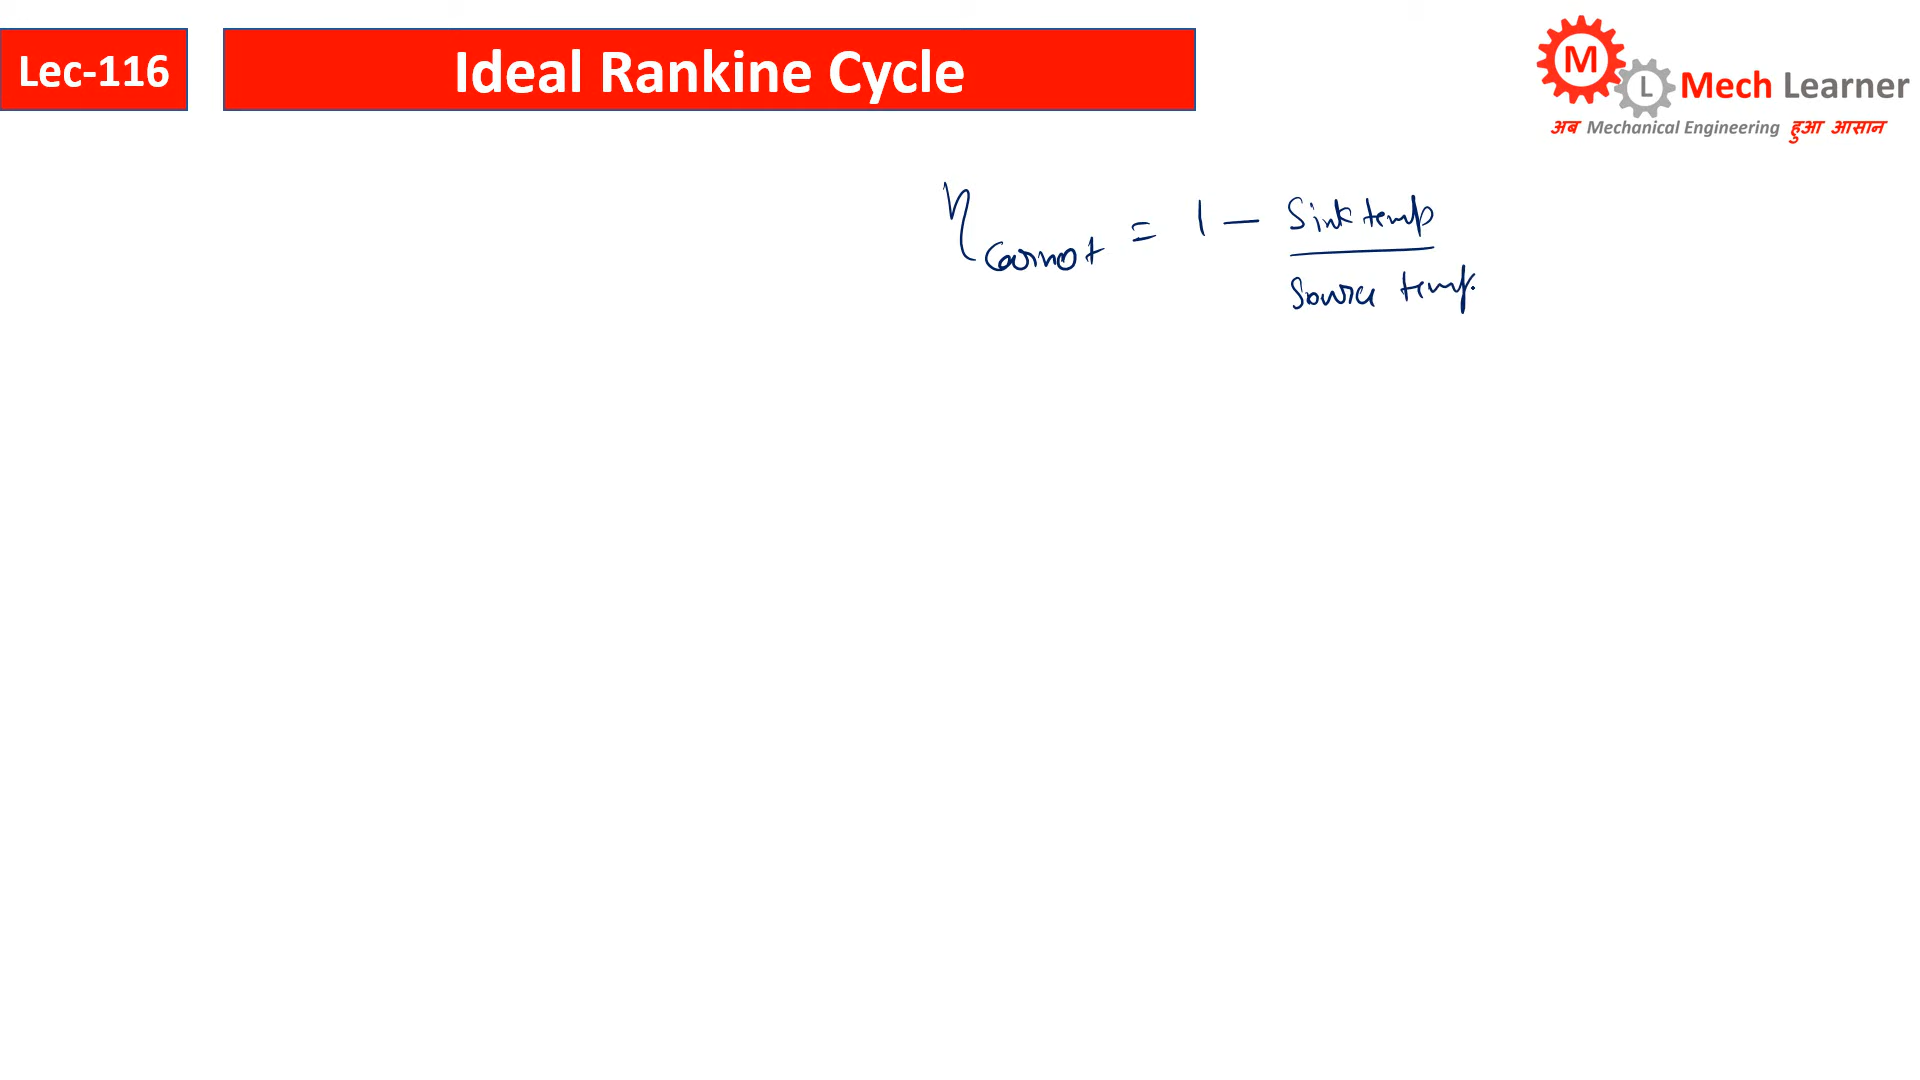 Lec-116
Ideal Rankine Cycle
M L Mech Learner
अब Mechanical Engineering हुआ आसान
η Carnot = 1 - Sink temp / Source temp.